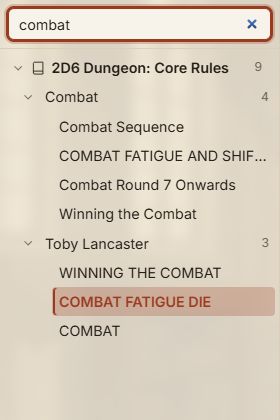 combat
2D6 Dungeon: Core Rules 9
Combat 4
Combat Sequence
COMBAT FATIGUE AND SHIF...
Combat Round 7 Onwards
Winning the Combat
Toby Lancaster 3
WINNING THE COMBAT
COMBAT FATIGUE DIE
COMBAT